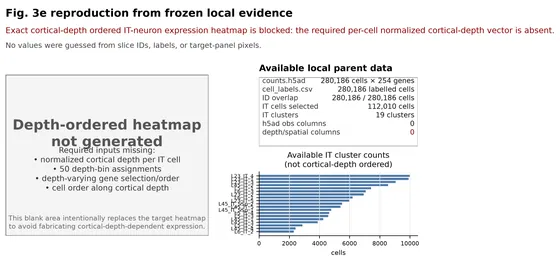 Fig. 3e reproduction from frozen local evidence
Exact cortical-depth ordered IT-neuron expression heatmap is blocked: the required per-cell normalized cortical-depth vector is absent.
No values were guessed from slice IDs, labels, or target-panel pixels.
Depth-ordered heatmap
not generated
Required inputs missing:
• normalized cortical depth per IT cell
• 50 depth-bin assignments
• depth-varying gene selection/order
• cell order along cortical depth
This blank area intentionally replaces the target heatmap
to avoid fabricating cortical-depth-dependent expression.
Available local parent data
counts.h5ad 280,186 cells × 254 genes
cell_labels.csv 280,186 labelled cells
ID overlap 280,186 / 280,186 cells
IT cells selected 112,010 cells
IT clusters 19 clusters
h5ad obs columns 0
depth/spatial columns 0
Available IT cluster counts
(not cortical-depth ordered)
0 2000 4000 6000 8000 10000
cells